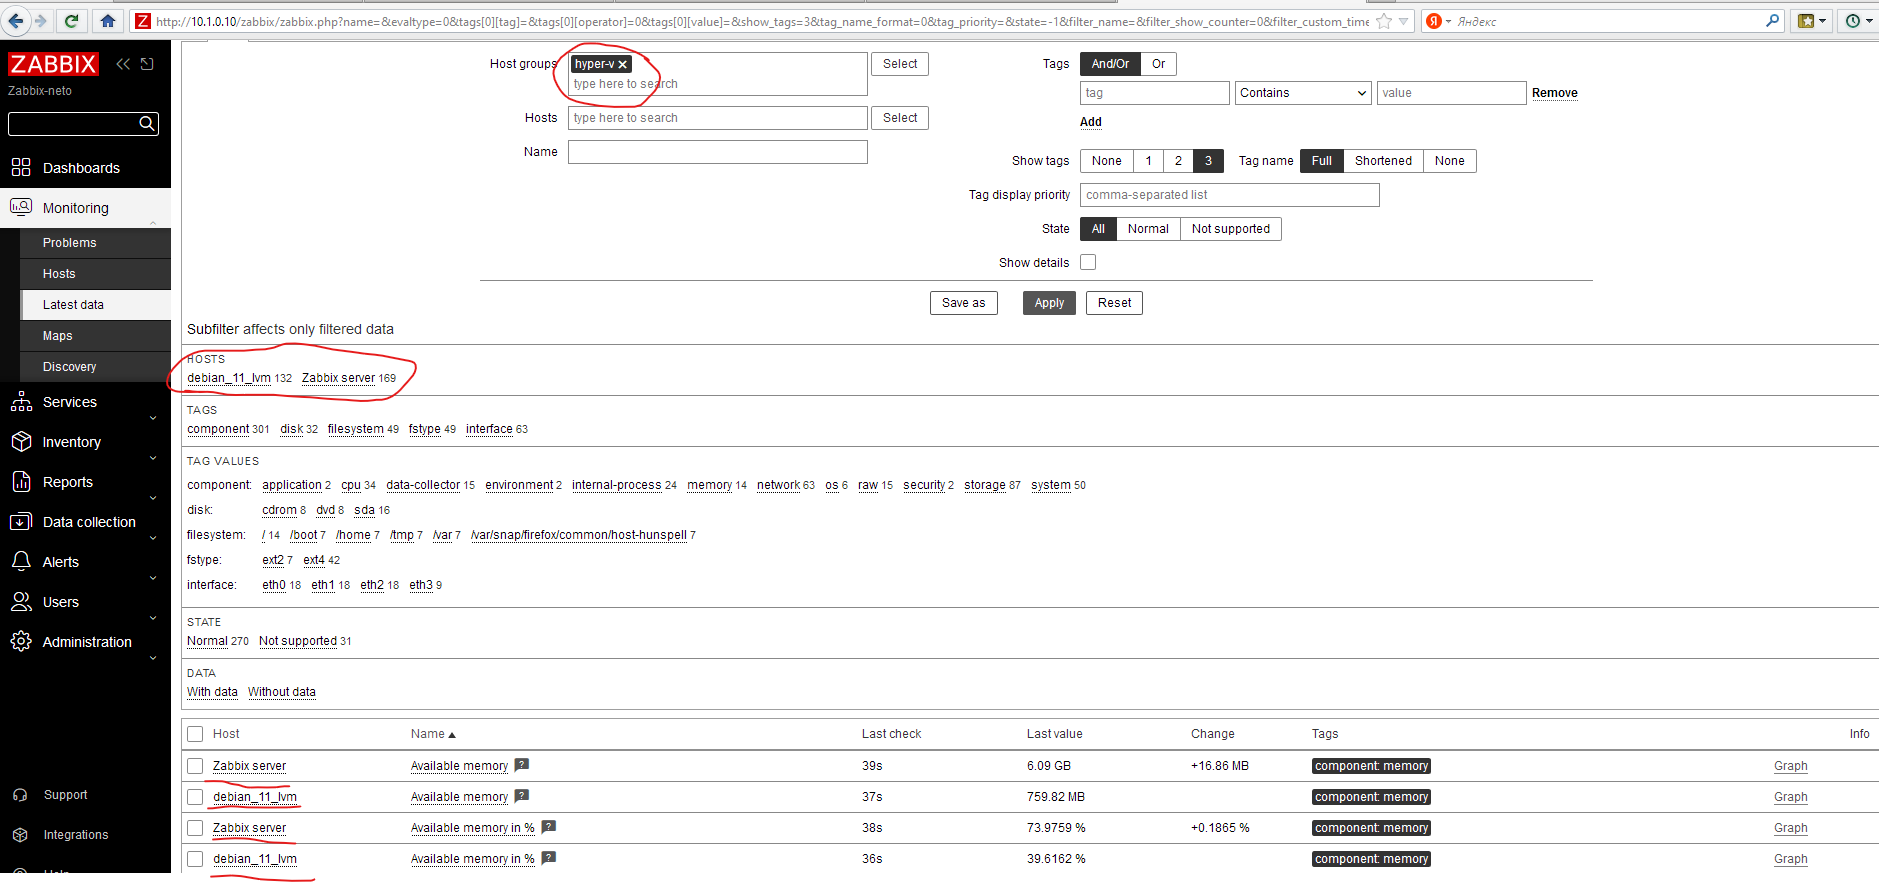 http://10.1.0.10/zabbix/zabbix.php?name=&evaltype=0&tags[0][tag]=&tags[0][operator]=0&tags[0][value]=&show_tags=3&tag_name_format=0&tag_priority=&state=-1&filter_name=&filter_show_counter=0&filter_custom_time
Яндекс
ZABBIX
Zabbix-neto
Dashboards
Monitoring
Problems
Hosts
Latest data
Maps
Discovery
Services
Inventory
Reports
Data collection
Alerts
Users
Administration
Support
Integrations
Host groups hyper-v Select
type here to search
Hosts type here to search Select
Name
Tags And/Or Or
tag Contains value Remove
Add
Show tags None 1 2 3 Tag name Full Shortened None
Tag display priority comma-separated list
State All Normal Not supported
Show details
Save as Apply Reset
Subfilter affects only filtered data
HOSTS
debian_11_lvm 132 Zabbix server 169
TAGS
component 301 disk 32 filesystem 49 fstype 49 interface 63
TAG VALUES
component: application 2 cpu 34 data-collector 15 environment 2 internal-process 24 memory 14 network 63 os 6 raw 15 security 2 storage 87 system 50
disk: cdrom 8 dvd 8 sda 16
filesystem: / 14 /boot 7 /home 7 /tmp 7 /var 7 /var/snap/firefox/common/host-hunspell 7
fstype: ext2 7 ext4 42
interface: eth0 18 eth1 18 eth2 18 eth3 9
STATE
Normal 270 Not supported 31
DATA
With data Without data
Host Name Last check Last value Change Tags Info
Zabbix server Available memory 39s 6.09 GB +16.86 MB component: memory Graph
debian_11_lvm Available memory 37s 759.82 MB component: memory Graph
Zabbix server Available memory in % 38s 73.9759 % +0.1865 % component: memory Graph
debian_11_lvm Available memory in % 36s 39.6162 % component: memory Graph